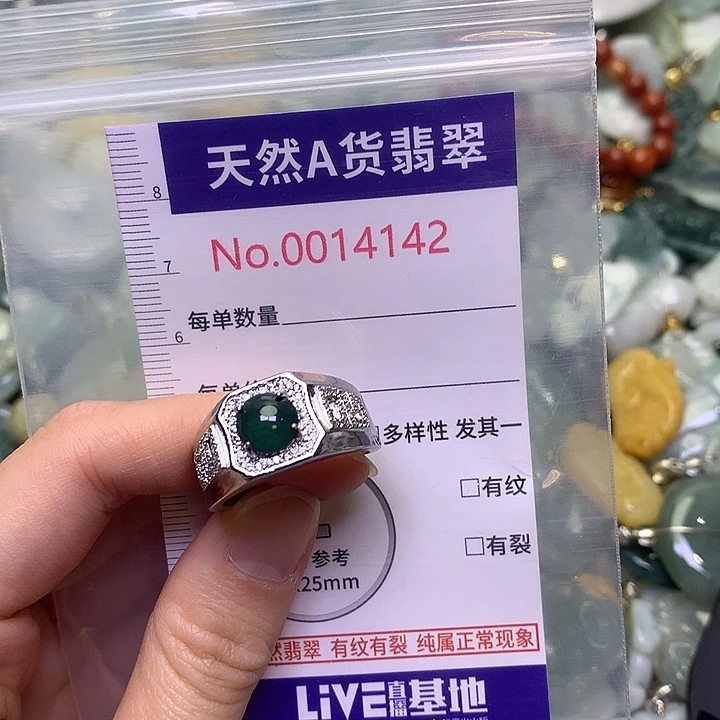 天然A货翡翠
8
No.0014142
7
每单数量
6
每单
多样性 发其一
□有纹
□有裂
参考
25mm
然翡翠 有纹有裂 纯属正常现象
LiVE直播基地